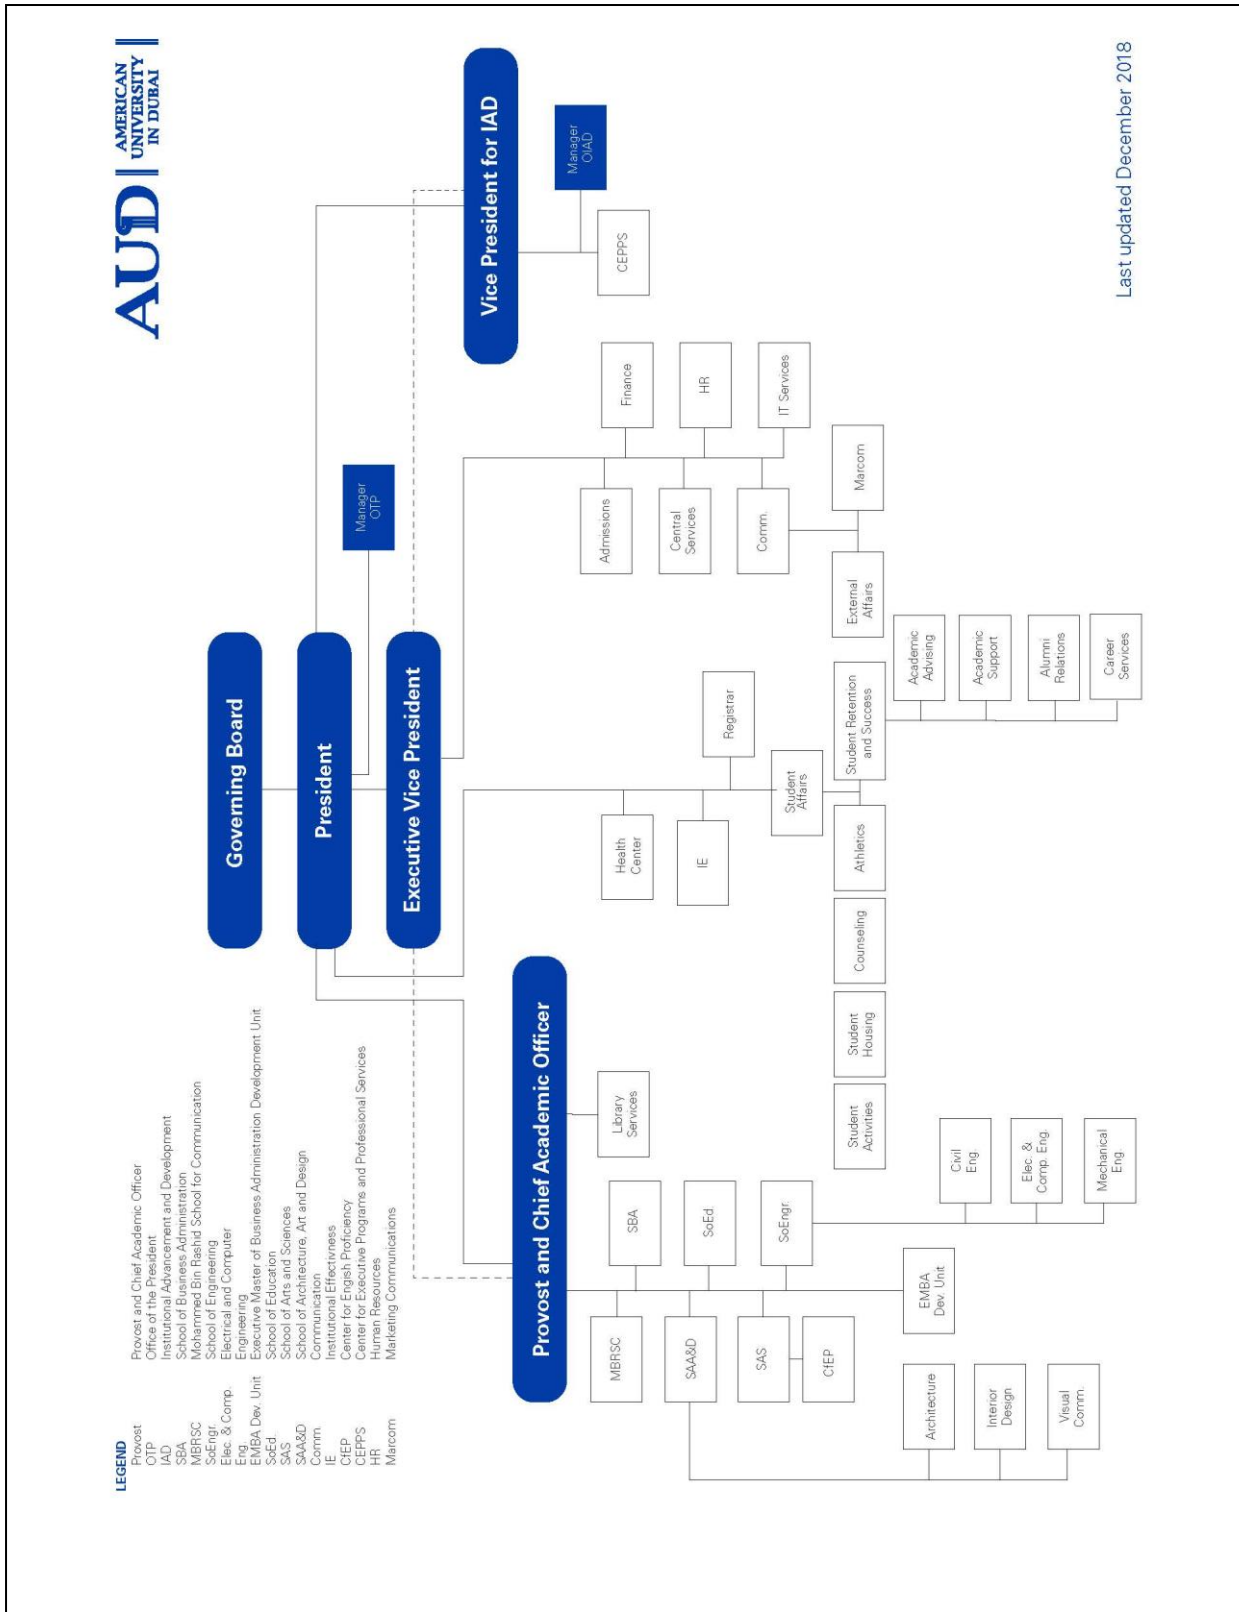 AUD
AMERICAN
UNIVERSITY
IN DUBAI
LEGEND
Provost Provost and Chief Academic Officer
OTP Office of the President
IAD Institutional Advancement and Development
SBA School of Business Administration
MBRSC Mohammed Bin Rashid School for Communication
SoEngr. School of Engineering
Elec. & Comp. Electrical and Computer
Eng. Engineering
EMBA Dev. Unit Executive Master of Business Administration Development Unit
SoEd. School of Education
SAS School of Arts and Sciences
SAA&D School of Architecture, Art and Design
Comm. Communication
IE Institutional Effectivness
CfEP Center for Engish Proficiency
CEPPS Center for Executive Programs and Professional Services
HR Human Resources
Marcom Marketing Communications
Governing Board
President
Manager
OTP
Executive Vice President
Vice President for IAD
Manager
OIAD
CEPPS
Provost and Chief Academic Officer
Library
Services
MBRSC
SBA
SAA&D
SoEd.
SAS
SoEngr.
CfEP
EMBA
Dev. Unit
Architecture
Interior
Design
Visual
Comm.
Civil
Eng.
Elec. &
Comp. Eng.
Mechanical
Eng.
Health
Center
IE
Registrar
Student
Affairs
Student
Activities
Student
Housing
Counseling
Athletics
Student Retention
and Success
Academic
Advising
Academic
Support
Alumni
Relations
Career
Services
Admissions
Finance
Central
Services
HR
Comm.
IT Services
External
Affairs
Marcom
Last updated December 2018